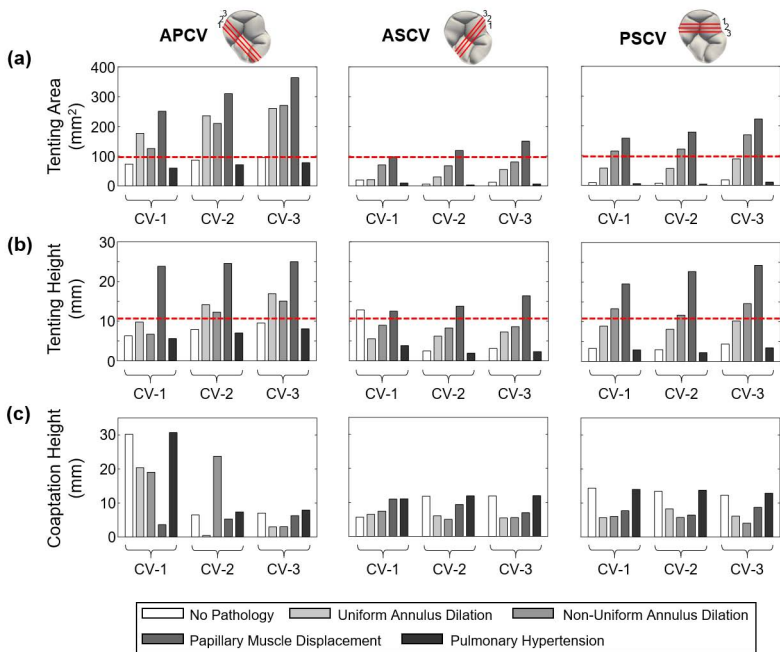 APCV
3
2
1
ASCV
3
2
1
PSCV
1
2
3
(a)
Tenting Area
(mm²)
400
300
200
100
0
CV-1 CV-2 CV-3
CV-1 CV-2 CV-3
CV-1 CV-2 CV-3
(b)
Tenting Height
(mm)
30
20
10
0
CV-1 CV-2 CV-3
CV-1 CV-2 CV-3
CV-1 CV-2 CV-3
(c)
Coaptation Height
(mm)
30
20
10
0
CV-1 CV-2 CV-3
CV-1 CV-2 CV-3
CV-1 CV-2 CV-3
No Pathology Uniform Annulus Dilation Non-Uniform Annulus Dilation
Papillary Muscle Displacement Pulmonary Hypertension